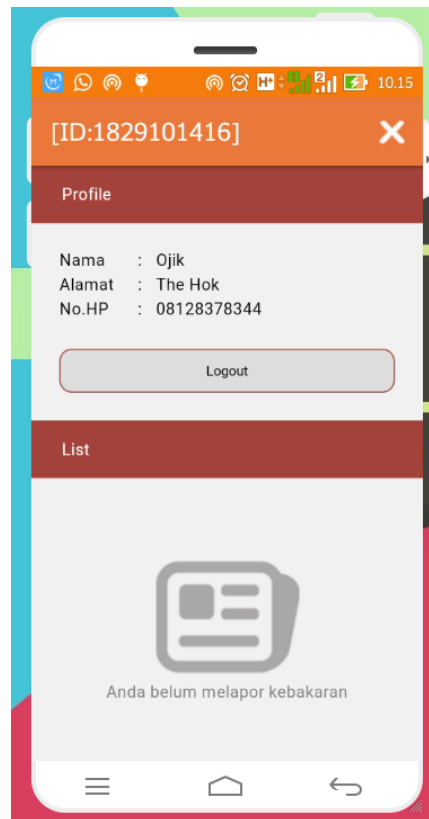 H+ 2 10.15
[ID:1829101416]
Profile
Nama : Ojik
Alamat : The Hok
No.HP : 08128378344
Logout
List
Anda belum melapor kebakaran